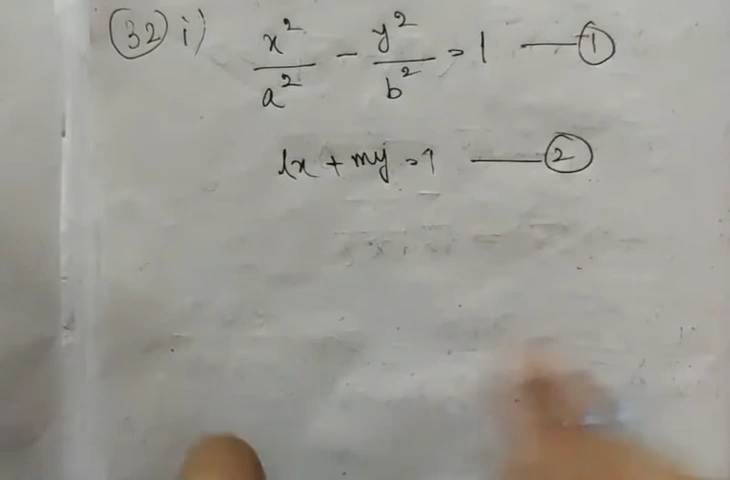 (32) i) x²/a² - y²/b² = 1 —— (1)
lx + my = 1 —— (2)